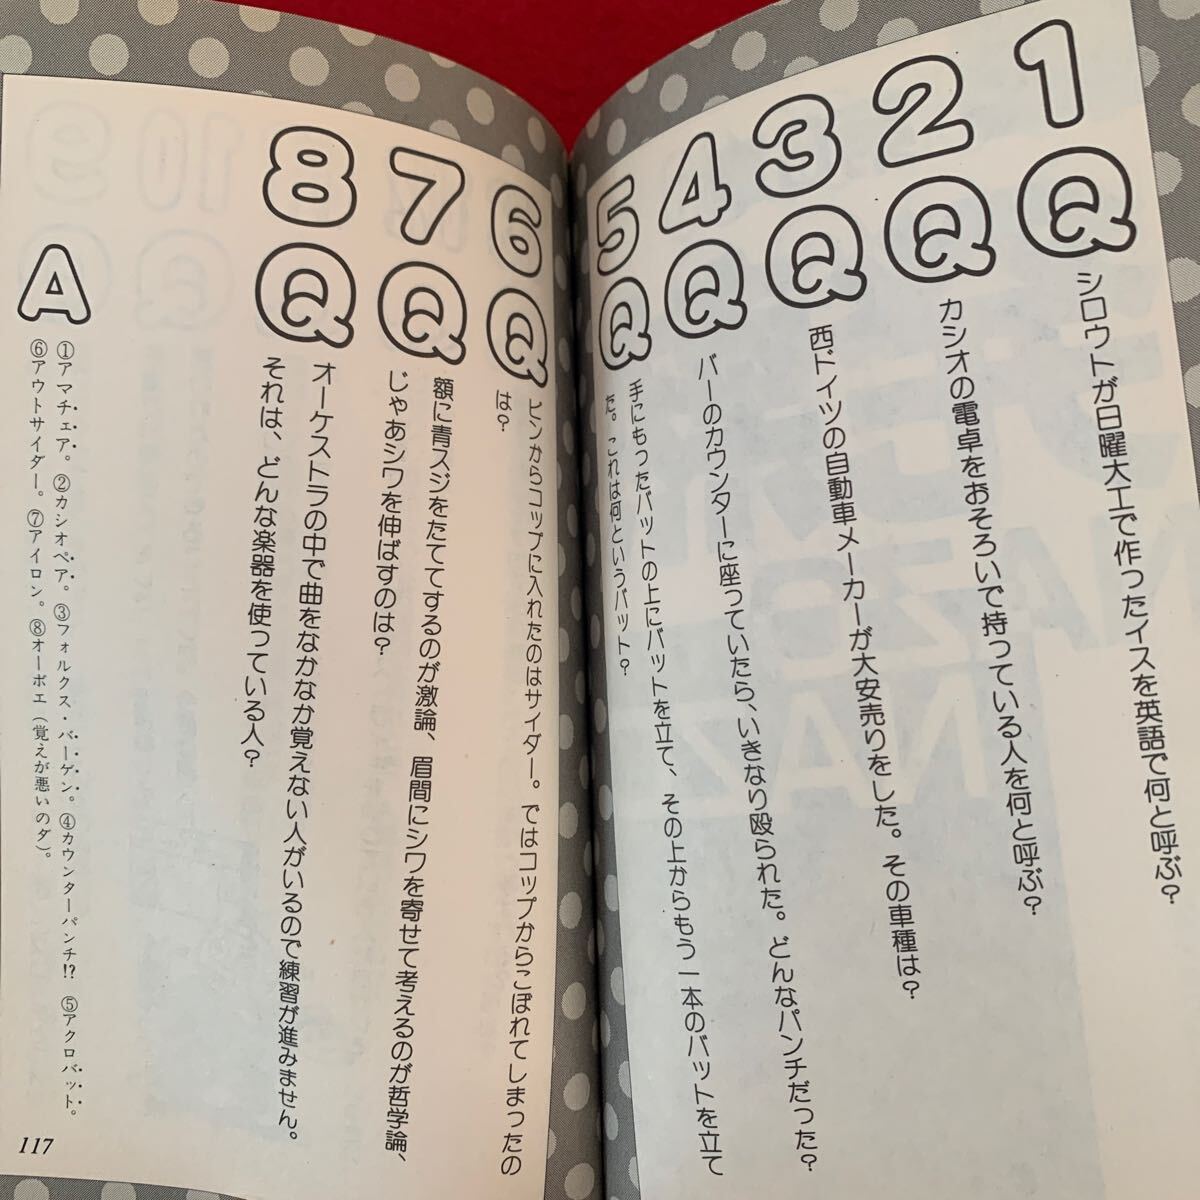 1Q
シロウトが日曜大工で作ったイスを英語で何と呼ぶ？
2Q
カシオの電卓をおそろいで持っている人を何と呼ぶ？
3Q
西ドイツの自動車メーカーが大安売りをした。その車種は？
4Q
バーのカウンターに座っていたら、いきなり殴られた。どんなパンチだった？
5Q
手にもったバットの上にバットを立て、その上からもう一本のバットを立て
た。これは何というバット？
6Q
ビンからコップに入れたのはサイダー。ではコップからこぼれてしまったの
は？
7Q
額に青スジをたててするのが激論、眉間にシワを寄せて考えるのが哲学論、
じゃあシワを伸ばすのは？
8Q
オーケストラの中で曲をなかなか覚えない人がいるので練習が進みません。
それは、どんな楽器を使っている人？
A
①アマチェア。②カシオペア。③フォルクス・バーゲン。④カウンターパンチ!?　⑤アクロバット。
⑥アウトサイダー。⑦アイロン。⑧オーボエ（覚えが悪いのダ）。
117